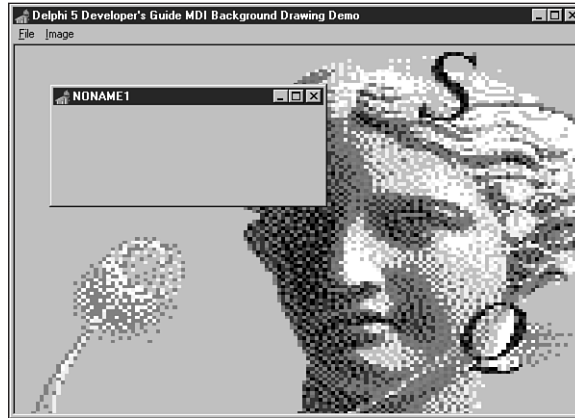 Delphi 5 Developer's Guide MDI Background Drawing Demo
File Image
S
NONAME1
Q